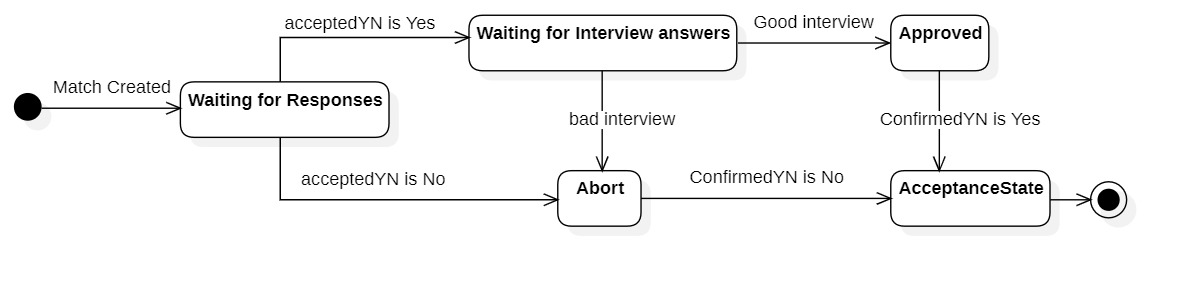 acceptedYN is Yes
Waiting for Interview answers
Good interview
Approved
Match Created
Waiting for Responses
bad interview
ConfirmedYN is Yes
acceptedYN is No
Abort
ConfirmedYN is No
AcceptanceState